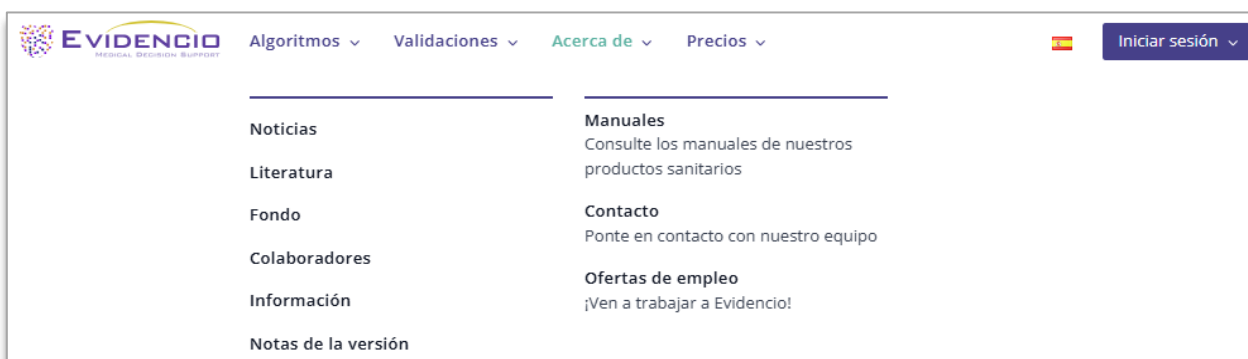 EVIDENCIO
MEDICAL DECISION SUPPORT
Algoritmos
Validaciones
Acerca de
Precios
Iniciar sesión
Noticias
Literatura
Fondo
Colaboradores
Información
Notas de la versión
Manuales
Consulte los manuales de nuestros
productos sanitarios
Contacto
Ponte en contacto con nuestro equipo
Ofertas de empleo
¡Ven a trabajar a Evidencio!